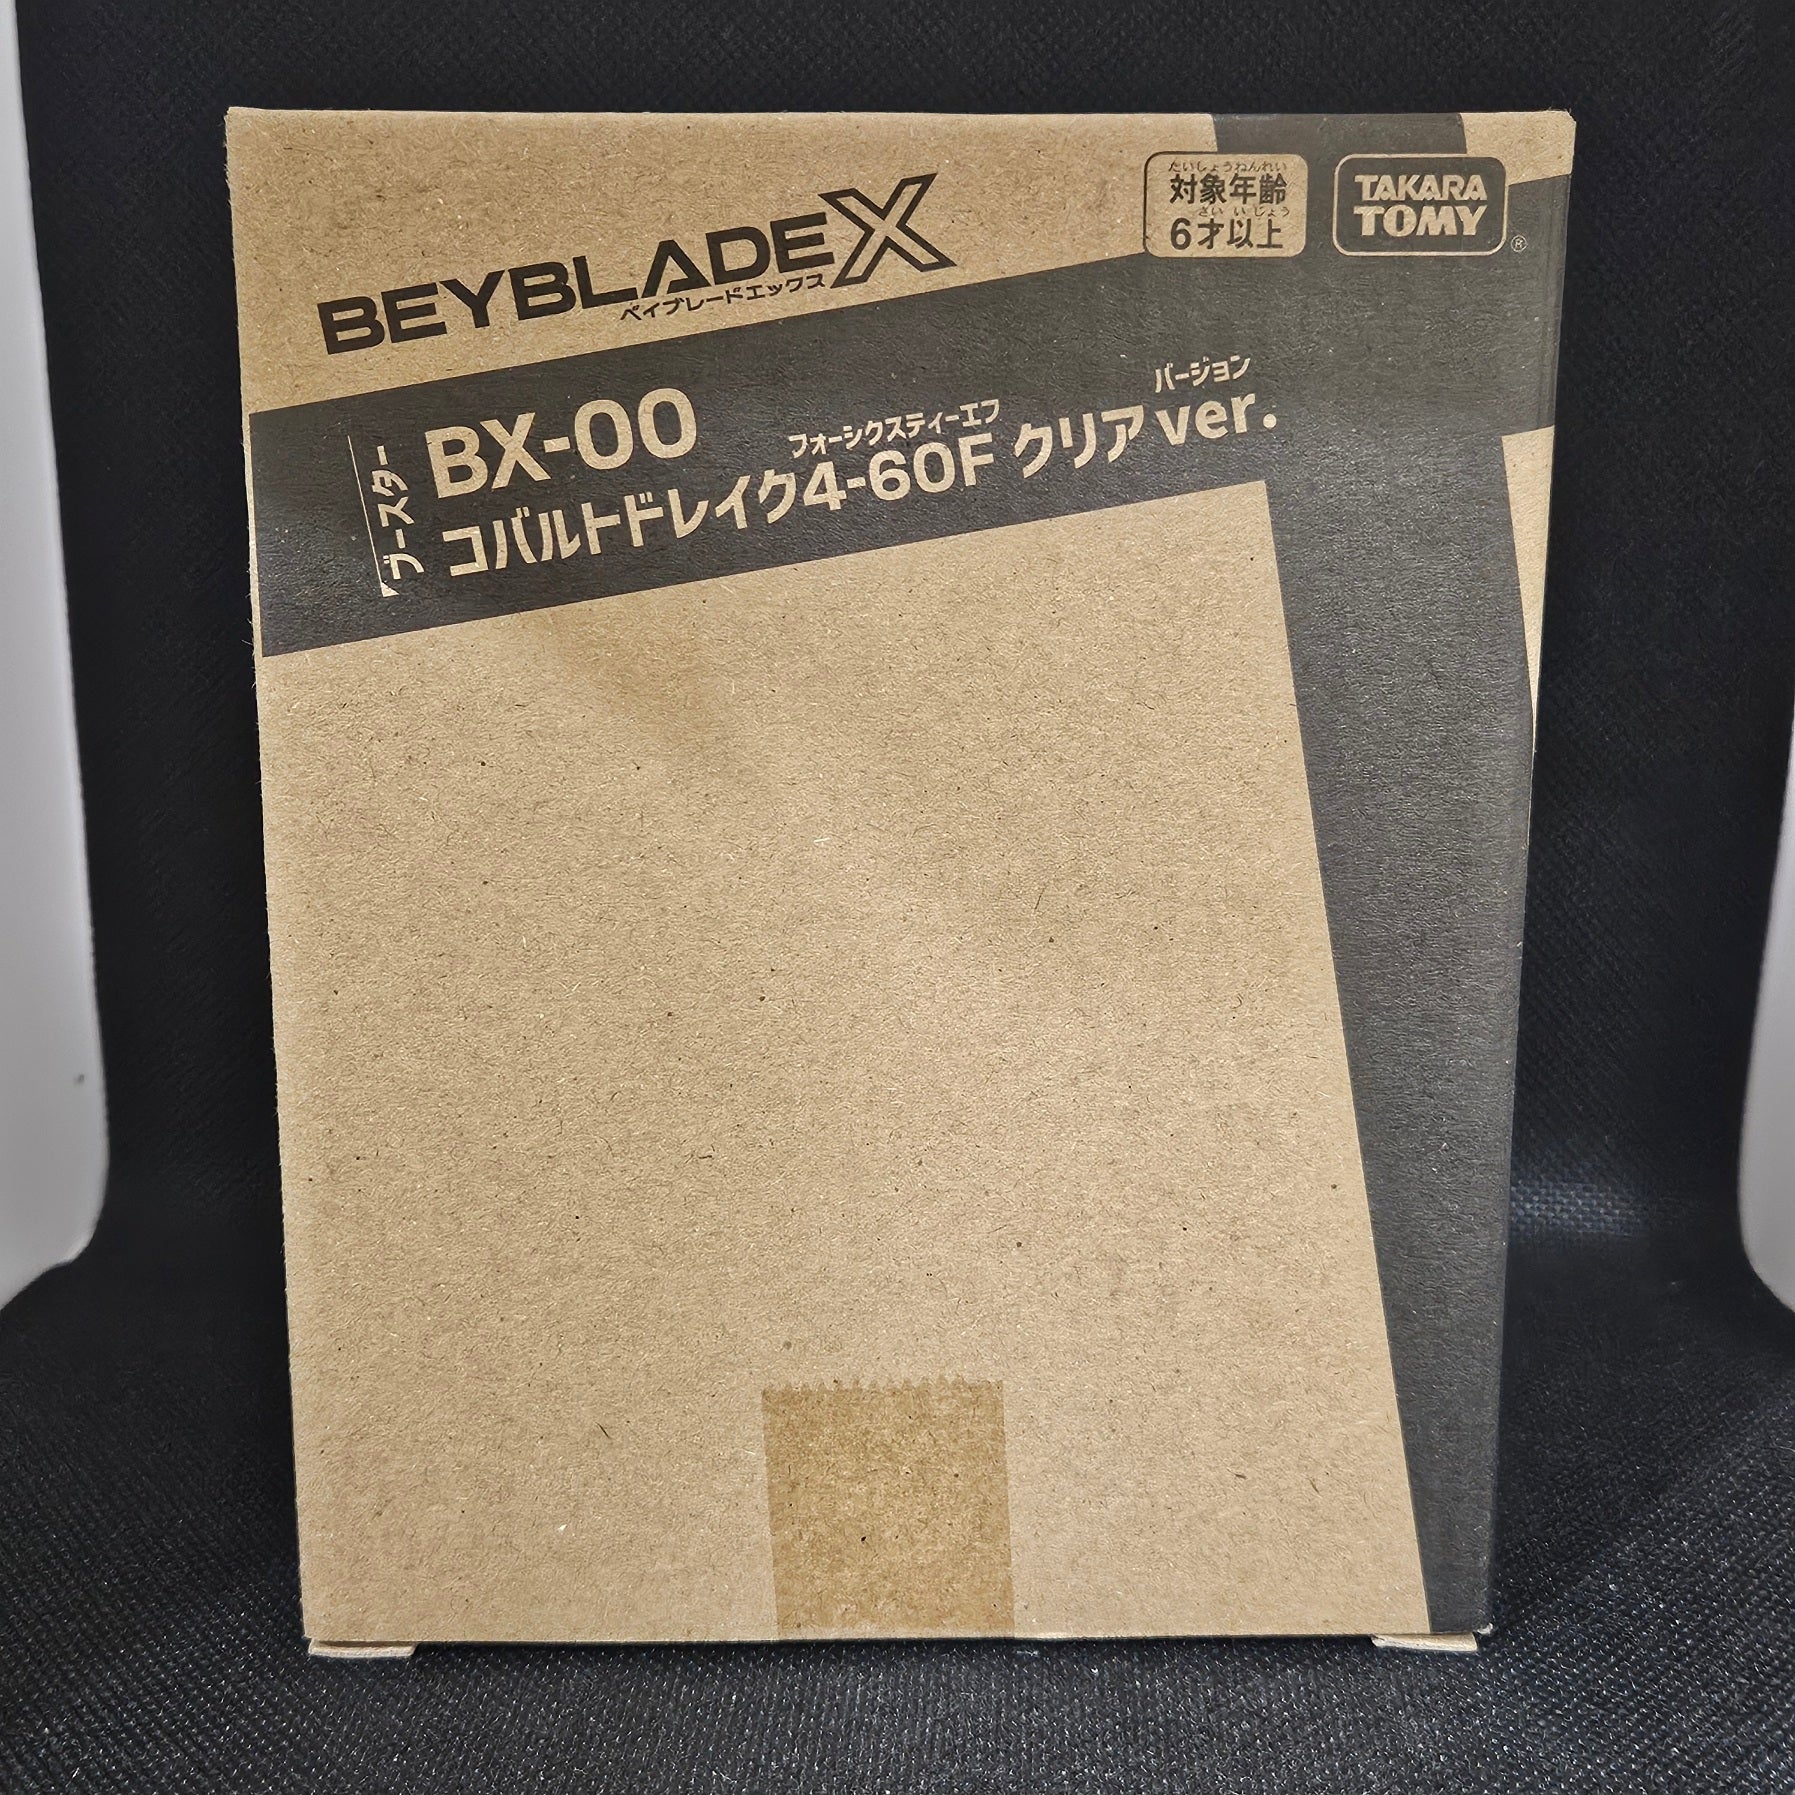 たいしょうねんれい
対象年齢
さい いじょう
6才以上
TAKARA
TOMY
®
BEYBLADE X
ベイブレードエックス
ブースター
BX-00
フォーシクスティーエフ バージョン
コバルトドレイク4-60F クリアver.